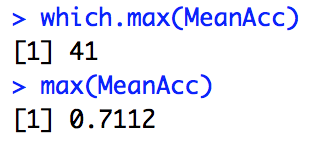 > which.max(MeanAcc)
[1] 41
> max(MeanAcc)
[1] 0.7112